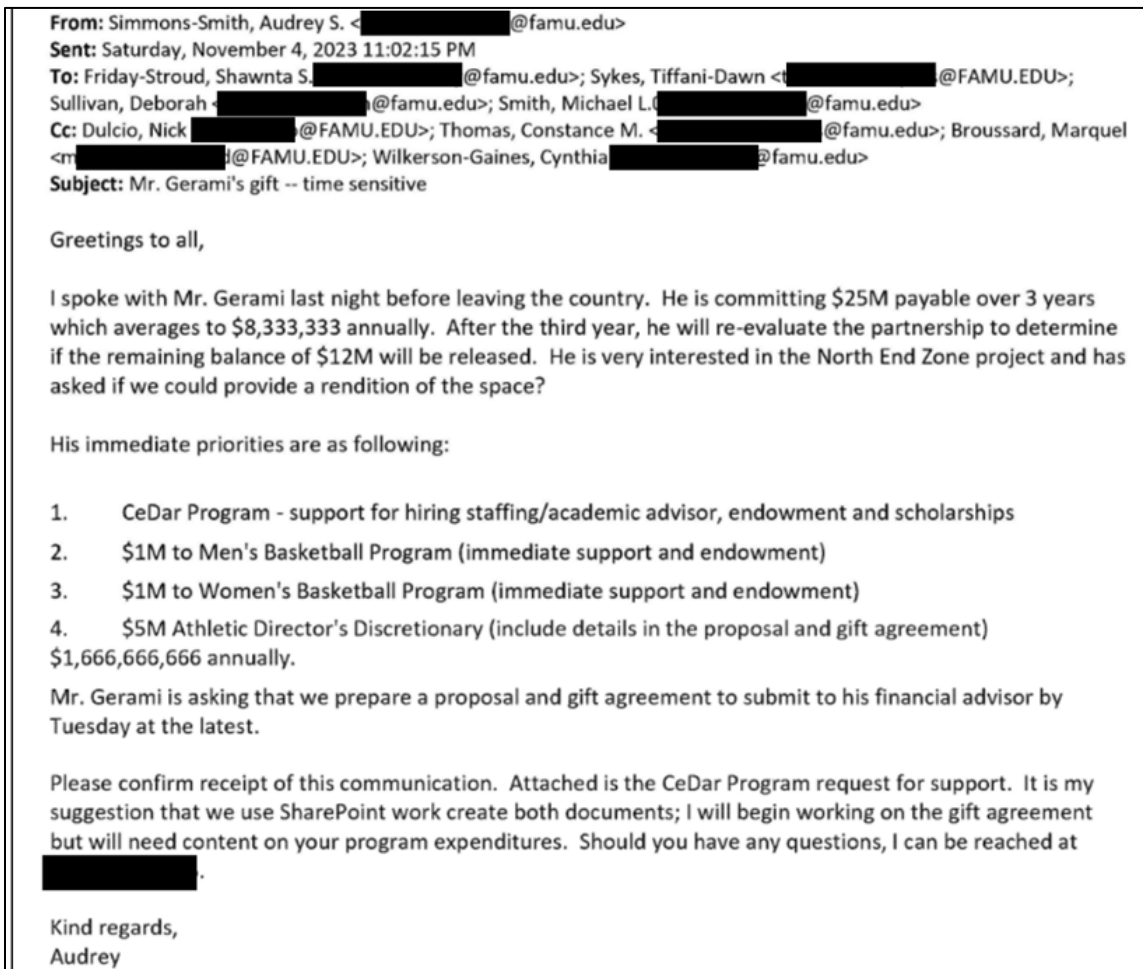 From: Simmons-Smith, Audrey S. < @famu.edu>
Sent: Saturday, November 4, 2023 11:02:15 PM
To: Friday-Stroud, Shawnta S. @famu.edu>; Sykes, Tiffani-Dawn <t @FAMU.EDU>;
Sullivan, Deborah < @famu.edu>; Smith, Michael L. @famu.edu>
Cc: Dulcio, Nick @FAMU.EDU>; Thomas, Constance M. < @famu.edu>; Broussard, Marquel
<m d@FAMU.EDU>; Wilkerson-Gaines, Cynthia @famu.edu>
Subject: Mr. Gerami's gift -- time sensitive
Greetings to all,
I spoke with Mr. Gerami last night before leaving the country. He is committing $25M payable over 3 years
which averages to $8,333,333 annually. After the third year, he will re-evaluate the partnership to determine
if the remaining balance of $12M will be released. He is very interested in the North End Zone project and has
asked if we could provide a rendition of the space?
His immediate priorities are as following:
1. CeDar Program - support for hiring staffing/academic advisor, endowment and scholarships
2. $1M to Men's Basketball Program (immediate support and endowment)
3. $1M to Women's Basketball Program (immediate support and endowment)
4. $5M Athletic Director's Discretionary (include details in the proposal and gift agreement)
$1,666,666,666 annually.
Mr. Gerami is asking that we prepare a proposal and gift agreement to submit to his financial advisor by
Tuesday at the latest.
Please confirm receipt of this communication. Attached is the CeDar Program request for support. It is my
suggestion that we use SharePoint work create both documents; I will begin working on the gift agreement
but will need content on your program expenditures. Should you have any questions, I can be reached at
.
Kind regards,
Audrey